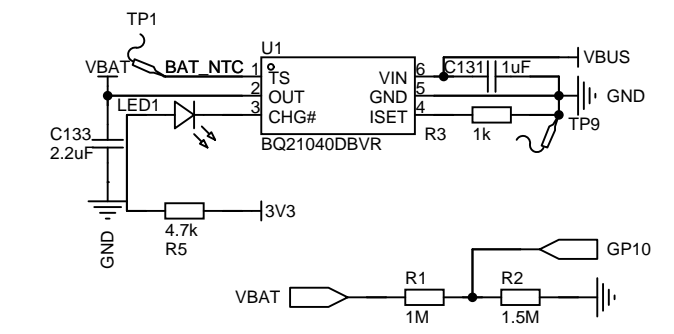 TP1
U1
VBAT
BAT_NTC
1
TS
VIN
6
C131
1uF
VBUS
2
OUT
GND
5
GND
LED1
3
CHG#
ISET
4
TP9
C133
2.2uF
BQ21040DBVR
R3
1k
3V3
4.7k
R5
GND
GP10
VBAT
R1
R2
1M
1.5M